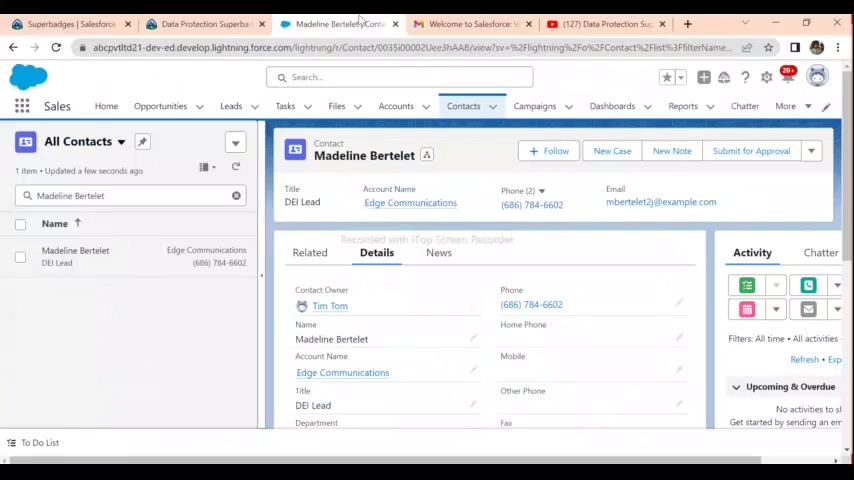 Superbadges | Salesforce
Data Protection Superba
Madeline Bertelet | Conta
Welcome to Salesforce: V
(127) Data Protection Sup
abcpvtltd21-dev-ed.develop.lightning.force.com/lightning/r/Contact/0035i00002Uee3hAAB/view?sv=%2Flightning%2Fo%2FContact%2Flist%3FfilterName...
Search...
20+
Sales
Home
Opportunities
Leads
Tasks
Files
Accounts
Contacts
Campaigns
Dashboards
Reports
Chatter
More
All Contacts
1 item • Updated a few seconds ago
Madeline Bertelet
Name
Madeline Bertelet
Edge Communications
DEI Lead
(686) 784-6602
Contact
Madeline Bertelet
Follow
New Case
New Note
Submit for Approval
Title
DEI Lead
Account Name
Edge Communications
Phone (2)
(686) 784-6602
Email
mbertelet2j@example.com
Recorded with iTop Screen Recorder
Related
Details
News
Contact Owner
Tim Tom
Phone
(686) 784-6602
Name
Madeline Bertelet
Home Phone
Account Name
Edge Communications
Mobile
Title
DEI Lead
Other Phone
Department
Fax
Activity
Chatter
Filters: All time • All activities
Refresh • Exp
Upcoming & Overdue
No activities to sh
Get started by sending an em
To Do List